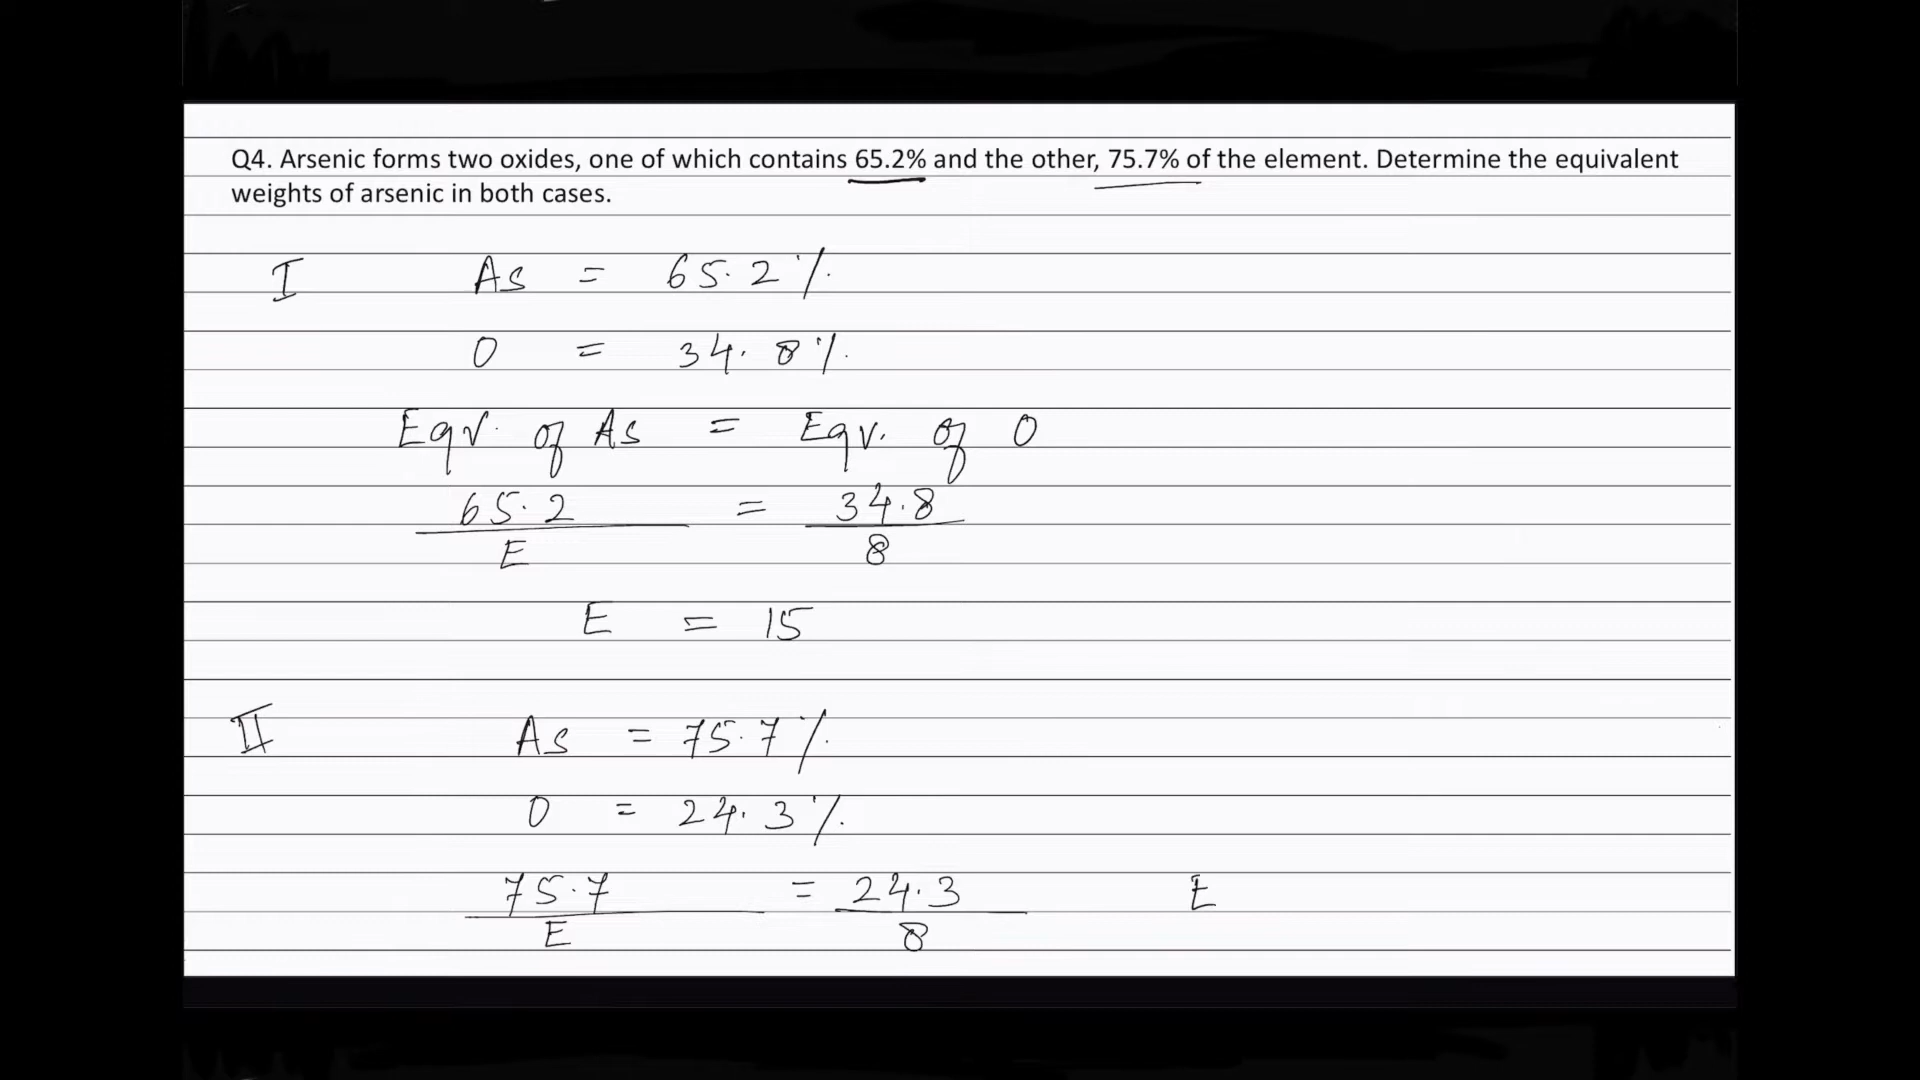 Q4. Arsenic forms two oxides, one of which contains 65.2% and the other, 75.7% of the element. Determine the equivalent
weights of arsenic in both cases.
I As = 65.2%
O = 34.8%
Eqv. of As = Eqv. of O
65.2 = 34.8
E 8
E = 15
II As = 75.7%
O = 24.3%
75.7 = 24.3 E
E 8